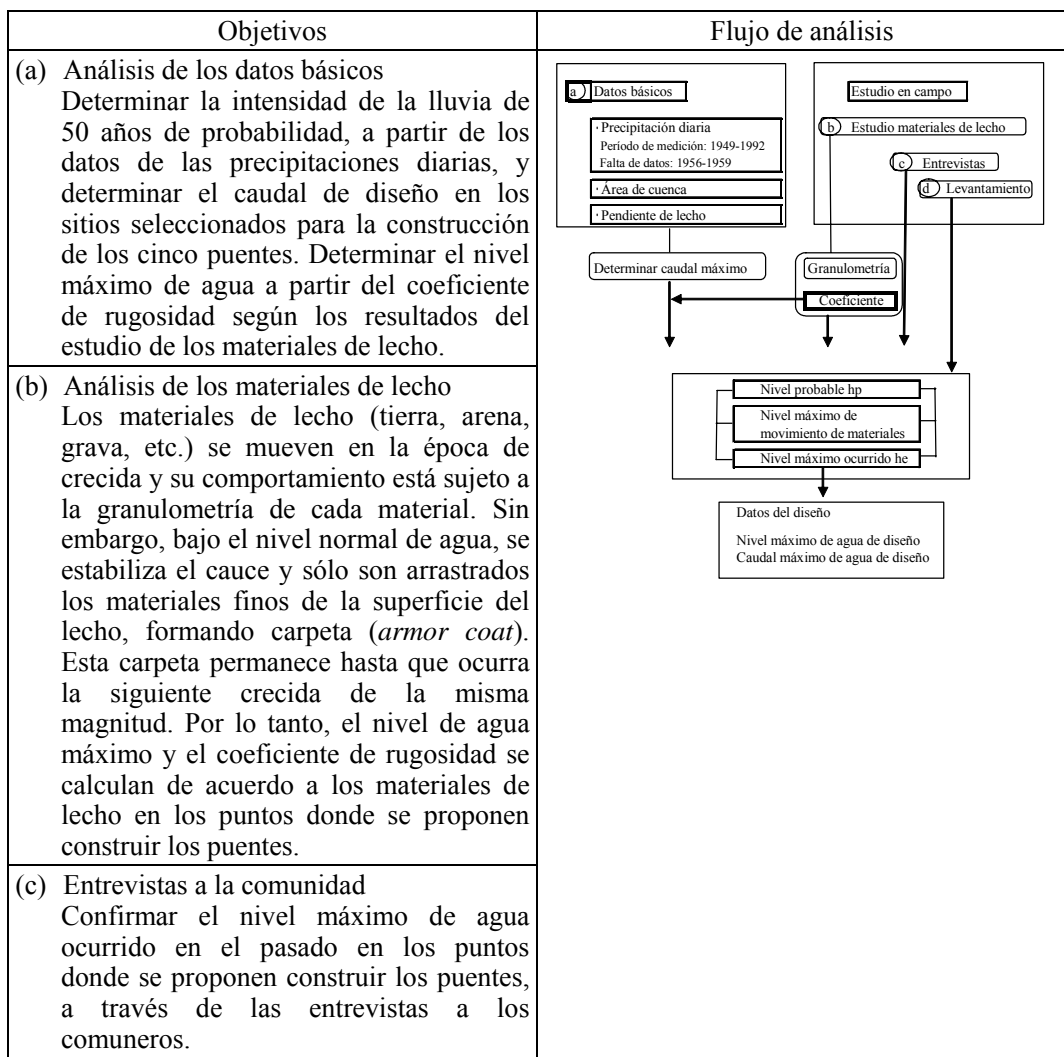 Objetivos
Flujo de análisis
(a) Análisis de los datos básicos
Determinar la intensidad de la lluvia de
50 años de probabilidad, a partir de los
datos de las precipitaciones diarias, y
determinar el caudal de diseño en los
sitios seleccionados para la construcción
de los cinco puentes. Determinar el nivel
máximo de agua a partir del coeficiente
de rugosidad según los resultados del
estudio de los materiales de lecho.
(b) Análisis de los materiales de lecho
Los materiales de lecho (tierra, arena,
grava, etc.) se mueven en la época de
crecida y su comportamiento está sujeto a
la granulometría de cada material. Sin
embargo, bajo el nivel normal de agua, se
estabiliza el cauce y sólo son arrastrados
los materiales finos de la superficie del
lecho, formando carpeta (armor coat).
Esta carpeta permanece hasta que ocurra
la siguiente crecida de la misma
magnitud. Por lo tanto, el nivel de agua
máximo y el coeficiente de rugosidad se
calculan de acuerdo a los materiales de
lecho en los puntos donde se proponen
construir los puentes.
(c) Entrevistas a la comunidad
Confirmar el nivel máximo de agua
ocurrido en el pasado en los puntos
donde se proponen construir los puentes,
a través de las entrevistas a los
comuneros.
a) Datos básicos
·Precipitación diaria
Período de medición: 1949-1992
Falta de datos: 1956-1959
·Área de cuenca
·Pendiente de lecho
Estudio en campo
b) Estudio materiales de lecho
c) Entrevistas
d) Levantamiento
Determinar caudal máximo
Granulometría
Coeficiente
Nivel probable hp
Nivel máximo de
movimiento de materiales
Nivel máximo ocurrido he
Datos del diseño
Nivel máximo de agua de diseño
Caudal máximo de agua de diseño